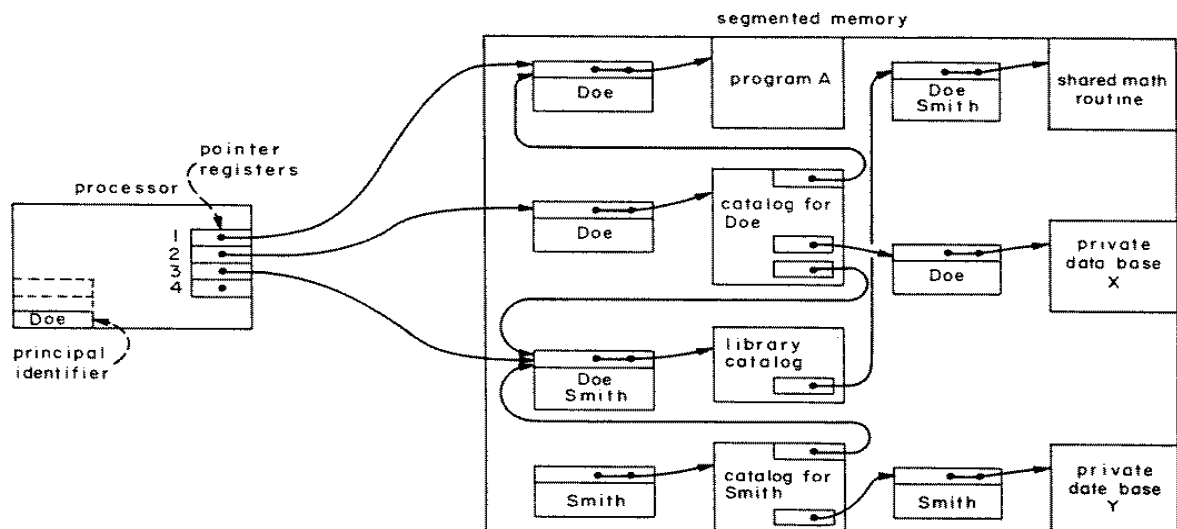 segmented memory
Doe
program A
Doe
Smith
shared math
routine
pointer
registers
processor
1
2
3
4
Doe
principal
identifier
Doe
catalog for
Doe
Doe
private
data base
X
Doe
Smith
library
catalog
Smith
catalog for
Smith
Smith
private
date base
Y